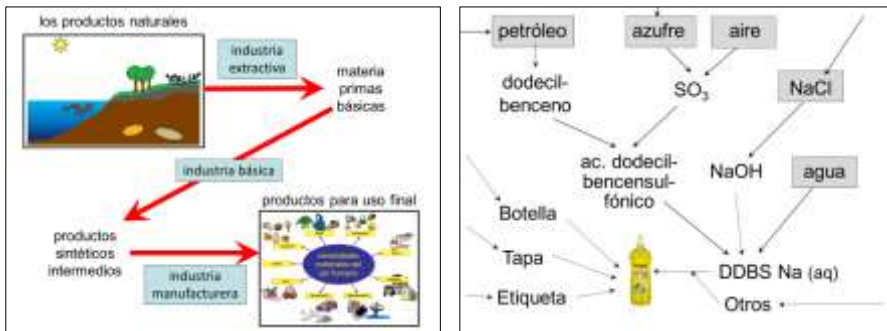 los productos naturales
industria
extractiva
materia
primas
básicas
industria básica
productos para uso final
productos
sintéticos
intermedios
industria
manufacturera
petróleo
azufre
aire
dodecil-
benceno
SO3
NaCl
ac. dodecil-
bencensul-
fónico
NaOH
agua
Botella
Tapa
DDBS Na (aq)
Etiqueta
Otros